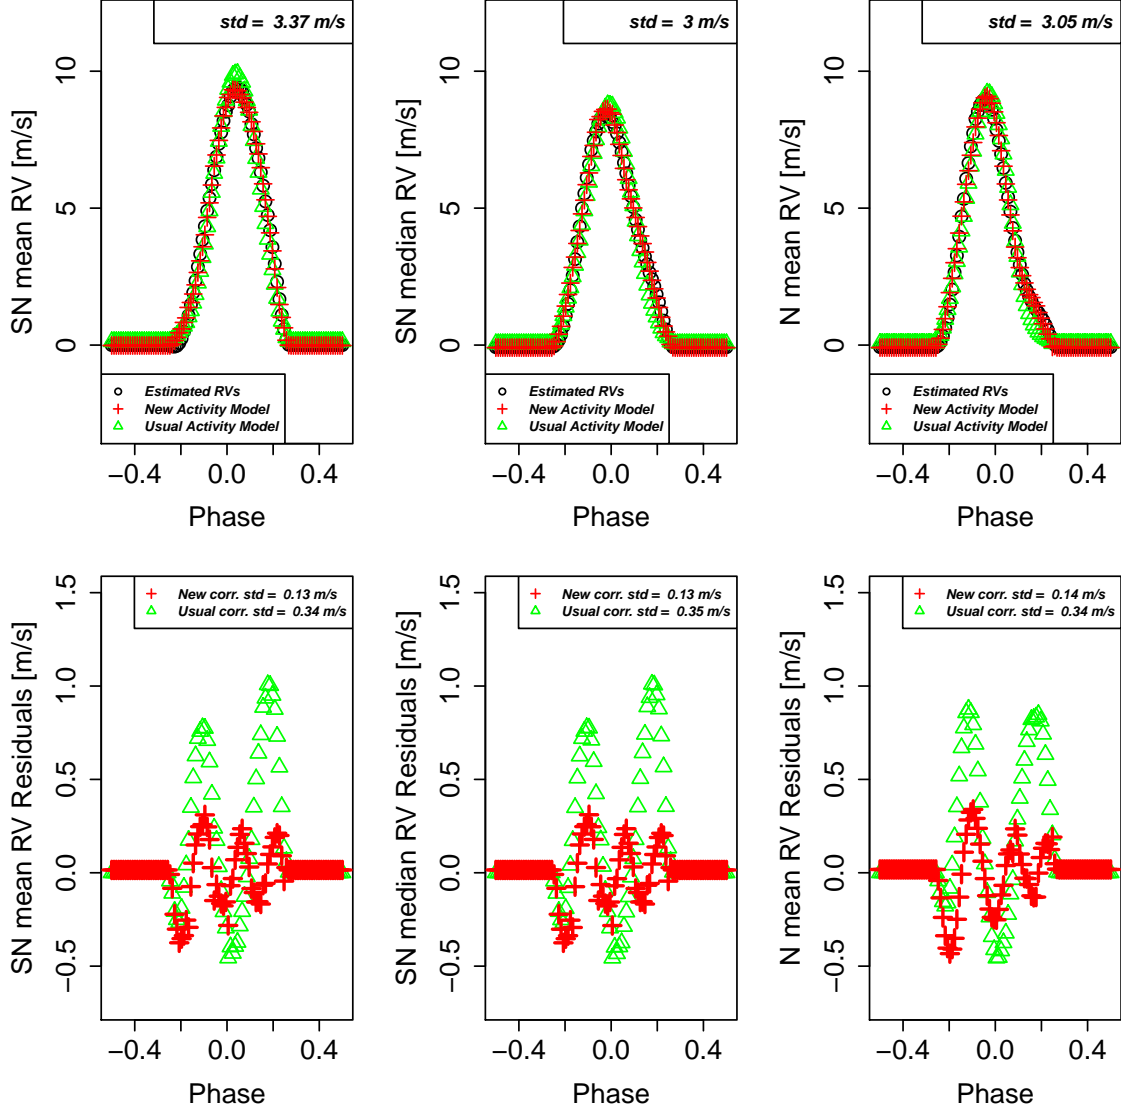 std = 3.37 m/s
SN mean RV [m/s]
10
5
0
Estimated RVs
New Activity Model
Usual Activity Model
−0.4 0.0 0.4
Phase
std = 3 m/s
SN median RV [m/s]
10
5
0
Estimated RVs
New Activity Model
Usual Activity Model
−0.4 0.0 0.4
Phase
std = 3.05 m/s
N mean RV [m/s]
10
5
0
Estimated RVs
New Activity Model
Usual Activity Model
−0.4 0.0 0.4
Phase
New corr. std = 0.13 m/s
Usual corr. std = 0.34 m/s
SN mean RV Residuals [m/s]
1.5
1.0
0.5
0.0
−0.5
−0.4 0.0 0.4
Phase
New corr. std = 0.13 m/s
Usual corr. std = 0.35 m/s
SN median RV Residuals [m/s]
1.5
1.0
0.5
0.0
−0.5
−0.4 0.0 0.4
Phase
New corr. std = 0.14 m/s
Usual corr. std = 0.34 m/s
N mean RV Residuals [m/s]
1.5
1.0
0.5
0.0
−0.5
−0.4 0.0 0.4
Phase